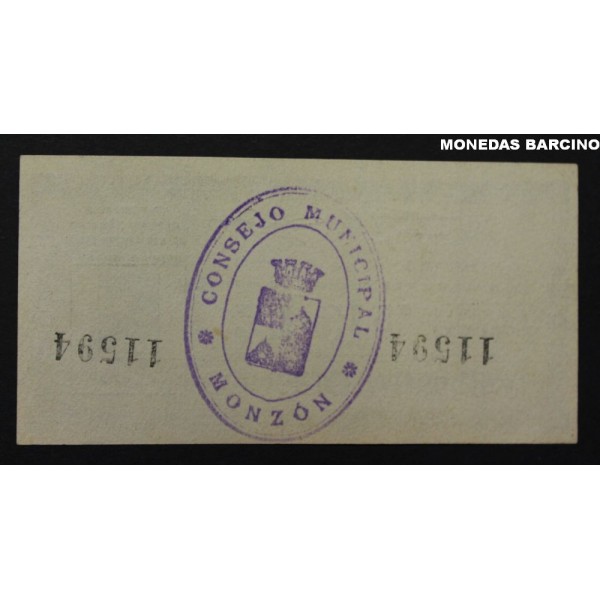 MONEDAS BARCINO
CONSEJO MUNICIPAL
* MONZÓN *
11594
11594